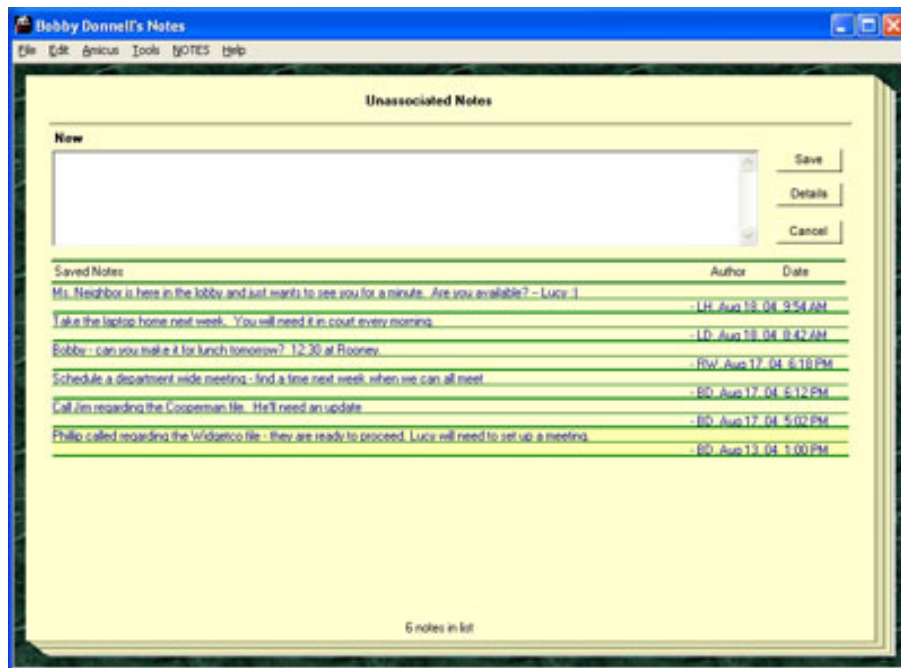 Bobby Donnell's Notes
File Edit Amicus Tools NOTES Help
Unassociated Notes
New
Save
Details
Cancel
Saved Notes Author Date
Ms. Neighbor is here in the lobby and just wants to see you for a minute. Are you available? - Lucy :)
- LH. Aug 18. 04. 9:54 AM
Take the laptop home next week. You will need it in court every morning.
- LD. Aug 18. 04. 8:42 AM
Bobby - can you make it for lunch tomorrow? 12:30 at Rooney.
- RW. Aug 17. 04. 6:18 PM
Schedule a department wide meeting - find a time next week when we can all meet
- BD. Aug 17. 04. 6:12 PM
Call Jim regarding the Cooperman file. He'll need an update
- BD. Aug 17. 04. 5:02 PM
Phillip called regarding the Widgetco file - they are ready to proceed. Lucy will need to set up a meeting.
- BD. Aug 13. 04. 1:00 PM
6 notes in list